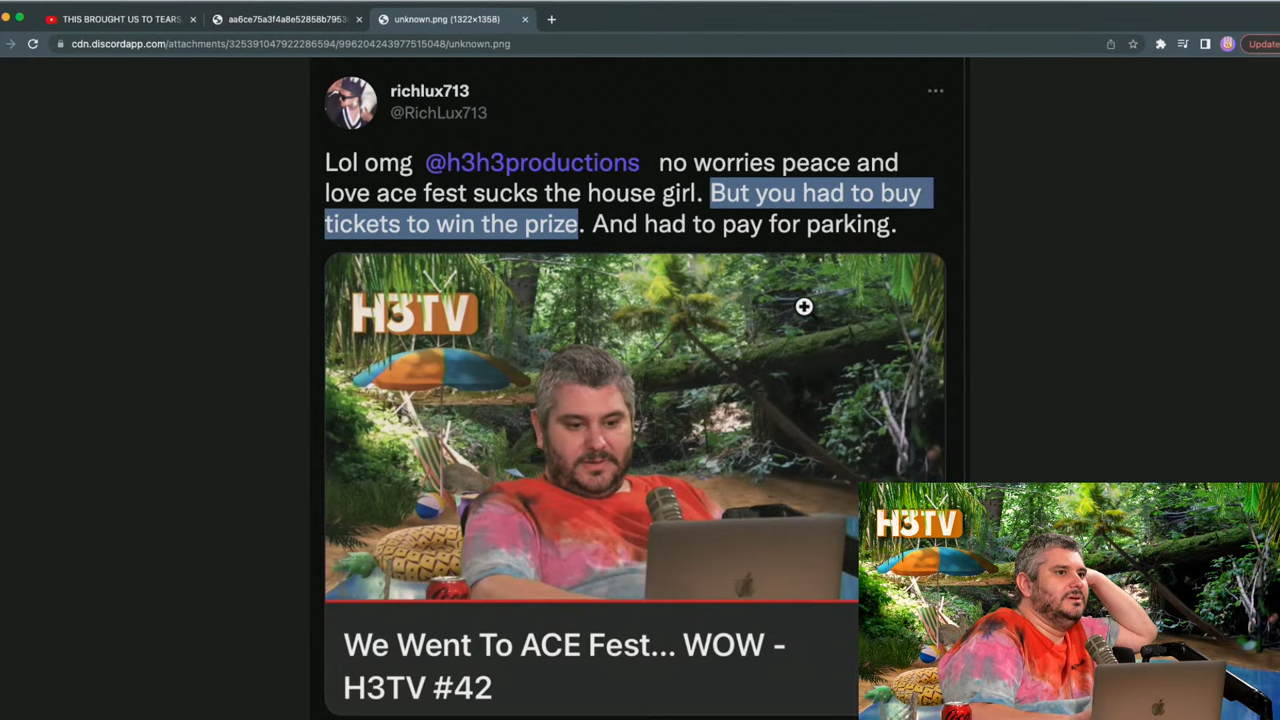 THIS BROUGHT US TO TEARS.
aa6ce75a3f4a8e52858b7953
unknown.png (1322×1358)
cdn.discordapp.com/attachments/325391047922286594/996204243977515048/unknown.png
Update
richlux713
@RichLux713
Lol omg @h3h3productions no worries peace and
love ace fest sucks the house girl. But you had to buy
tickets to win the prize. And had to pay for parking.
H3TV
H3TV
We Went To ACE Fest... WOW -
H3TV #42